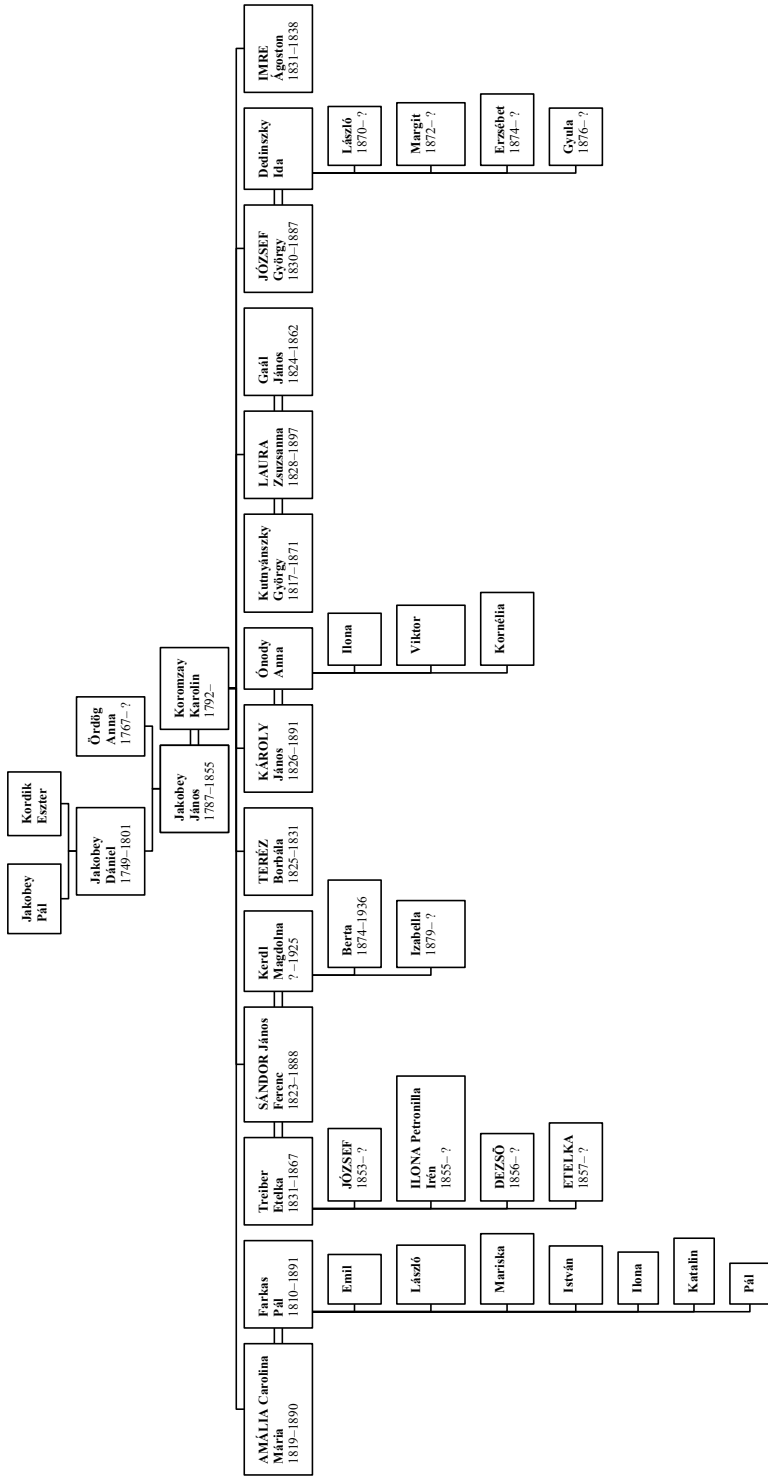 Jakobey
Pál
Kordik
Eszter
Jakobey
Dániel
1749–1801
Ördög
Anna
1767– ?
Jakobey
János
1787–1855
Koromzay
Karolin
1792–
AMÁLIA Carolina
Mária
1819–1890
Farkas
Pál
1810–1891
Treiber
Etelka
1831–1867
SÁNDOR János
Ferenc
1823–1888
Kerdl
Magdolna
? –1925
TERÉZ
Borbála
1825–1831
KÁROLY
János
1826–1891
Ónody
Anna
Kutnyánszky
György
1817–1871
LAURA
Zsuzsanna
1828–1897
Gaál
János
1824–1862
JÓZSEF
György
1830–1887
Dedinszky
Ida
IMRE
Ágoston
1831–1838
Emil
László
Mariska
István
Ilona
Katalin
Pál
JÓZSEF
1853– ?
ILONA Petronilla
Irén
1855– ?
DEZSŐ
1856– ?
ETELKA
1857– ?
Berta
1874–1936
Izabella
1879– ?
Ilona
Viktor
Kornélia
László
1870– ?
Margit
1872– ?
Erzsébet
1874– ?
Gyula
1876– ?